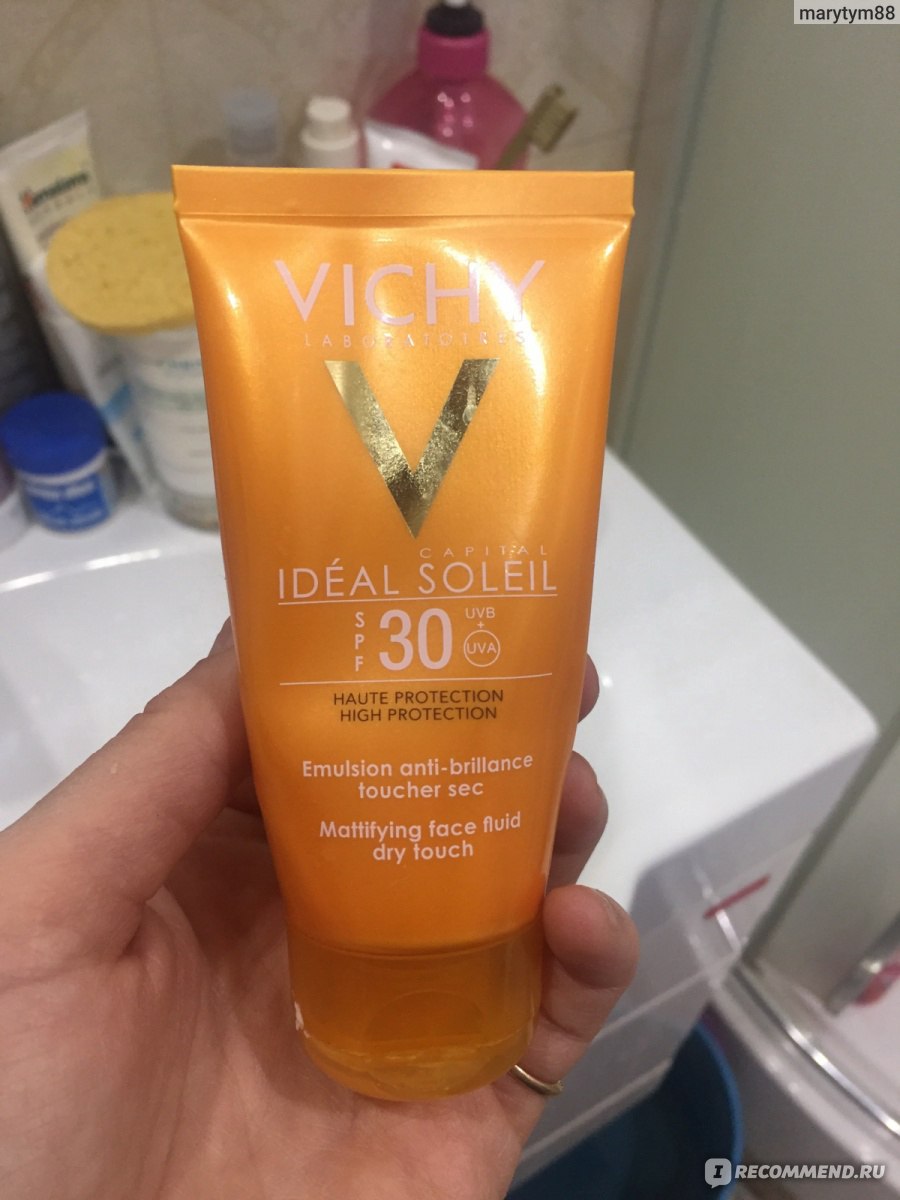 marytym88
VICHY
LABORATOIRES
V
CAPITAL
IDÉAL SOLEIL
SPF 30 UVB + UVA
HAUTE PROTECTION
HIGH PROTECTION
Emulsion anti-brillance
toucher sec
Mattifying face fluid
dry touch
I RECOMMEND.RU